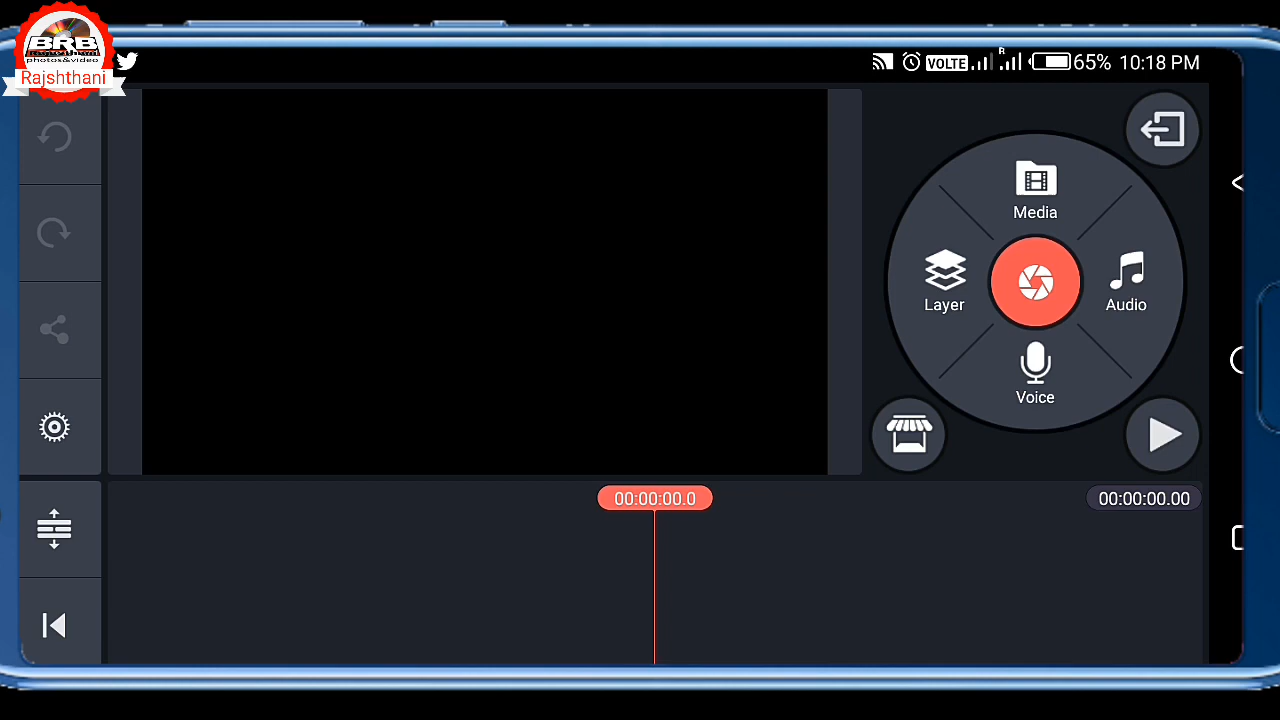 BRB
photos&video
Rajshthani
R
VOLTE
65% 10:18 PM
Media
Layer
Audio
Voice
00:00:00.0
00:00:00.00